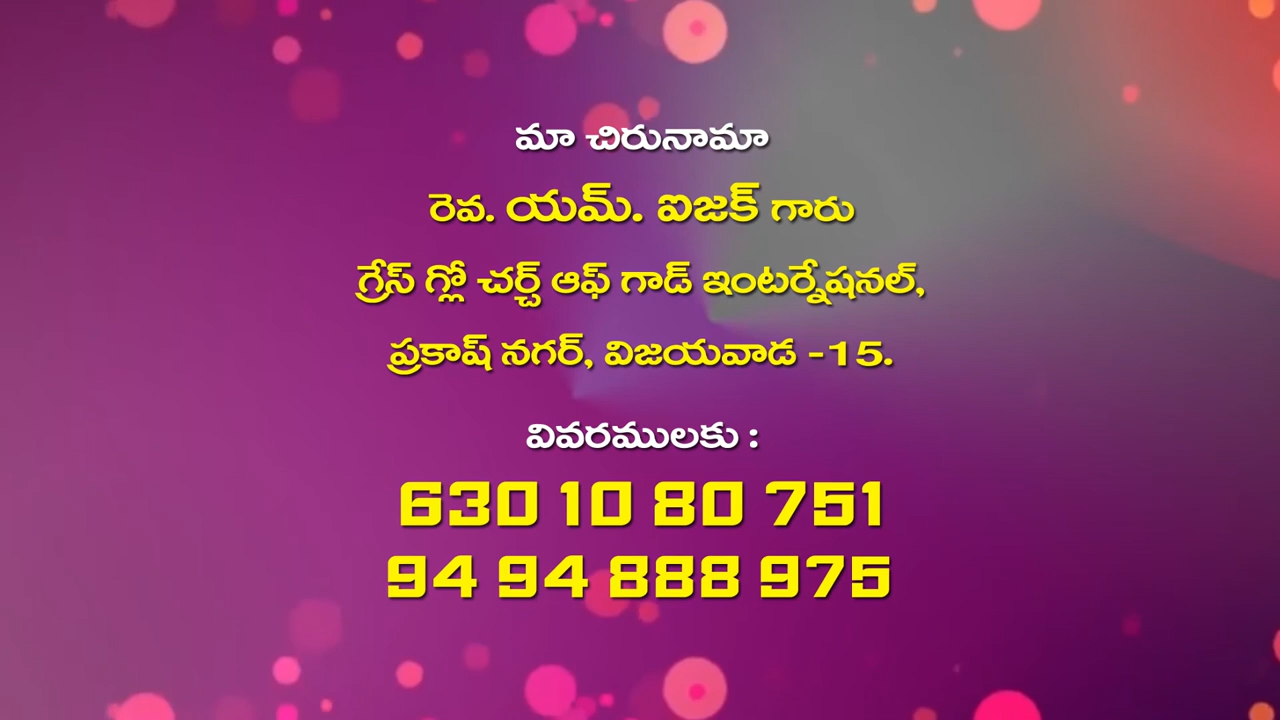 మా చిరునామా
రెవ. యమ్. ఐజక్ గారు
గ్రేస్ గ్లో చర్చ్ ఆఫ్ గాడ్ ఇంటర్నేషనల్,
ప్రకాష్ నగర్, విజయవాడ -15.
వివరములకు :
630 10 80 751
94 94 888 975